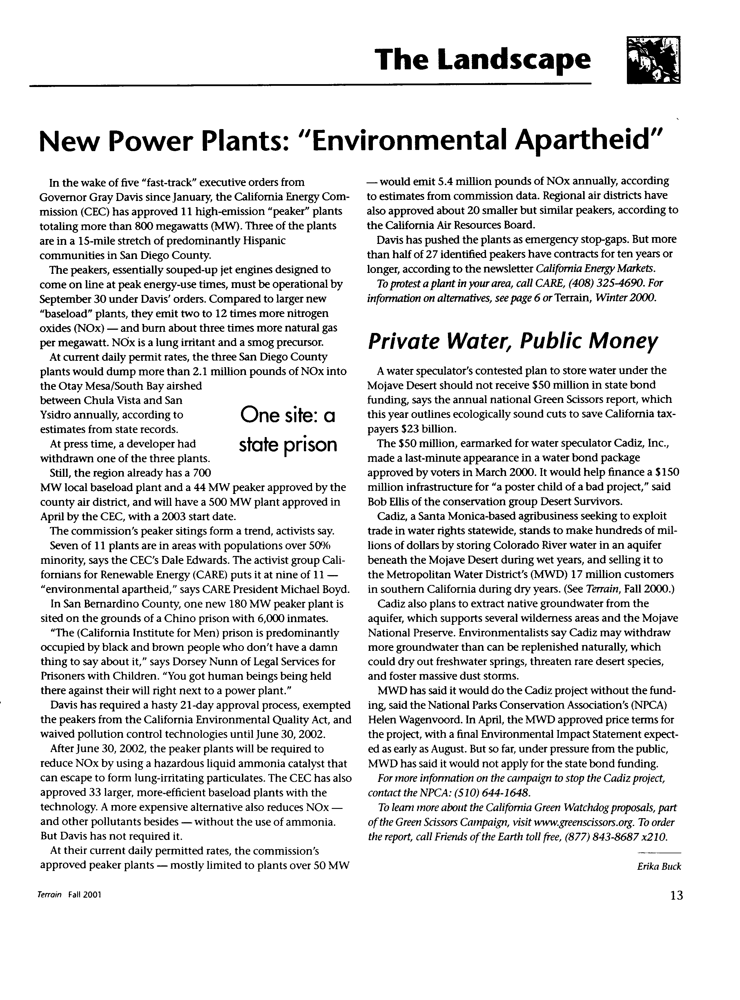 The Landscape
New Power Plants: "Environmental Apartheid"
In the wake of five "fast-track" executive orders from
Governor Gray Davis since January, the California Energy Com-
mission (CEC) has approved 11 high-emission "peaker" plants
totaling more than 800 megawatts (MW). Three of the plants
are in a 15-mile stretch of predominantly Hispanic
communities in San Diego County.
The peakers, essentially souped-up jet engines designed to
come on line at peak energy-use times, must be operational by
September 30 under Davis' orders. Compared to larger new
"baseload" plants, they emit two to 12 times more nitrogen
oxides (NOx) — and burn about three times more natural gas
per megawatt. NOx is a lung irritant and a smog precursor.
At current daily permit rates, the three San Diego County
plants would dump more than 2.1 million pounds of NOx into
the Otay Mesa/South Bay airshed
between Chula Vista and San
Ysidro annually, according to
estimates from state records.
At press time, a developer had
withdrawn one of the three plants.
Still, the region already has a 700
MW local baseload plant and a 44 MW peaker approved by the
county air district, and will have a 500 MW plant approved in
April by the CEC, with a 2003 start date.
The commission's peaker sitings form a trend, activists say.
Seven of 11 plants are in areas with populations over 50%
minority, says the CEC's Dale Edwards. The activist group Cali-
fornians for Renewable Energy (CARE) puts it at nine of 11 —
"environmental apartheid," says CARE President Michael Boyd.
In San Bernardino County, one new 180 MW peaker plant is
sited on the grounds of a Chino prison with 6,000 inmates.
"The (California Institute for Men) prison is predominantly
occupied by black and brown people who don't have a damn
thing to say about it," says Dorsey Nunn of Legal Services for
Prisoners with Children. "You got human beings being held
there against their will right next to a power plant."
Davis has required a hasty 21-day approval process, exempted
the peakers from the California Environmental Quality Act, and
waived pollution control technologies until June 30, 2002.
After June 30, 2002, the peaker plants will be required to
reduce NOx by using a hazardous liquid ammonia catalyst that
can escape to form lung-irritating particulates. The CEC has also
approved 33 larger, more-efficient baseload plants with the
technology. A more expensive alternative also reduces NOx —
and other pollutants besides — without the use of ammonia.
But Davis has not required it.
At their current daily permitted rates, the commission's
approved peaker plants — mostly limited to plants over 50 MW
One site: a
state prison
— would emit 5.4 million pounds of NOx annually, according
to estimates from commission data. Regional air districts have
also approved about 20 smaller but similar peakers, according to
the California Air Resources Board.
Davis has pushed the plants as emergency stop-gaps. But more
than half of 27 identified peakers have contracts for ten years or
longer, according to the newsletter California Energy Markets.
To protest a plant in your area, call CARE, (408) 325-4690. For
information on alternatives, see page 6 or Terrain, Winter 2000.
Private Water, Public Money
A water speculator's contested plan to store water under the
Mojave Desert should not receive $50 million in state bond
funding, says the annual national Green Scissors report, which
this year outlines ecologically sound cuts to save California tax-
payers $23 billion.
The $50 million, earmarked for water speculator Cadiz, Inc.,
made a last-minute appearance in a water bond package
approved by voters in March 2000. It would help finance a $150
million infrastructure for "a poster child of a bad project," said
Bob Ellis of the conservation group Desert Survivors.
Cadiz, a Santa Monica-based agribusiness seeking to exploit
trade in water rights statewide, stands to make hundreds of mil-
lions of dollars by storing Colorado River water in an aquifer
beneath the Mojave Desert during wet years, and selling it to
the Metropolitan Water District's (MWD) 17 million customers
in southern California during dry years. (See Terrain, Fall 2000.)
Cadiz also plans to extract native groundwater from the
aquifer, which supports several wilderness areas and the Mojave
National Preserve. Environmentalists say Cadiz may withdraw
more groundwater than can be replenished naturally, which
could dry out freshwater springs, threaten rare desert species,
and foster massive dust storms.
MWD has said it would do the Cadiz project without the fund-
ing, said the National Parks Conservation Association's (NPCA)
Helen Wagenvoord. In April, the MWD approved price terms for
the project, with a final Environmental Impact Statement expect-
ed as early as August. But so far, under pressure from the public,
MWD has said it would not apply for the state bond funding.
For more information on the campaign to stop the Cadiz project,
contact the NPCA: (510) 644-1648.
To learn more about the California Green Watchdog proposals, part
of the Green Scissors Campaign, visit www.greenscissors.org. To order
the report, call Friends of the Earth toll free, (877) 843-8687 x210.
Erika Buck
Terrain Fall 2001
13